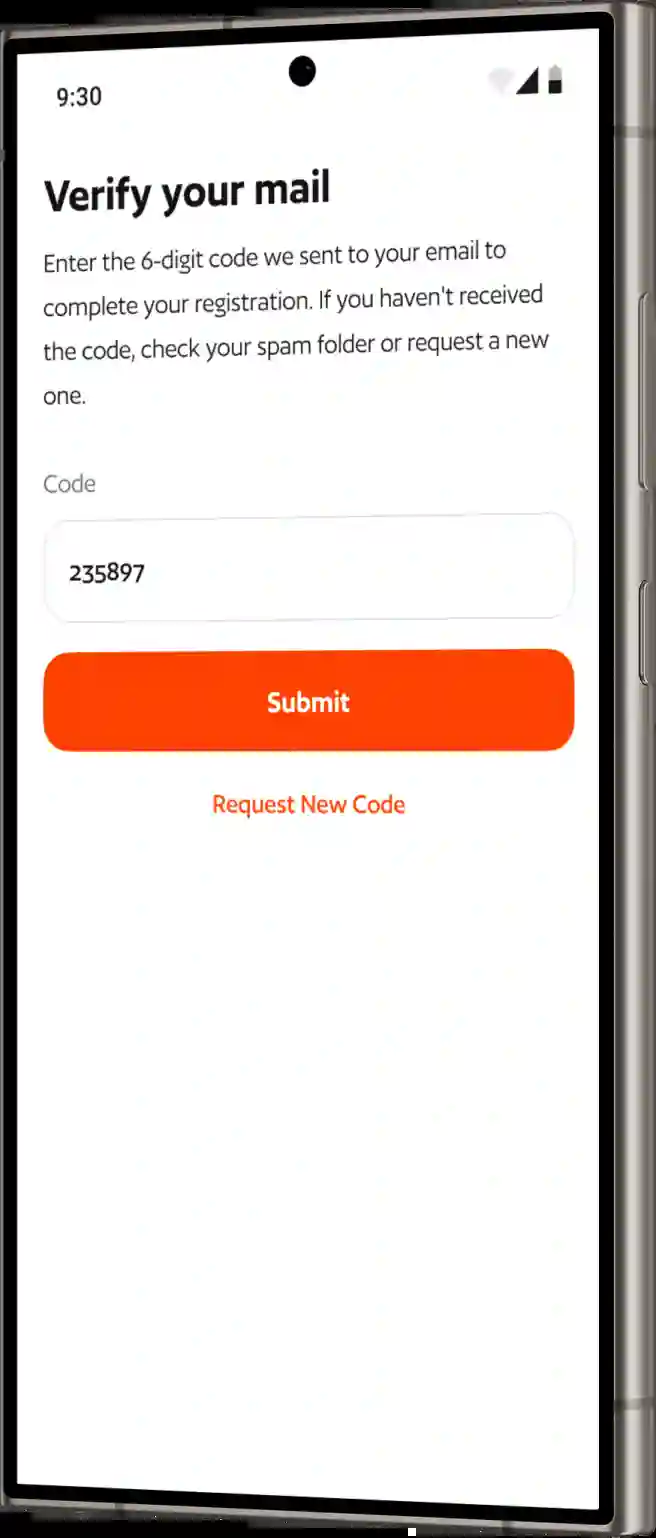 9:30
Verify your mail
Enter the 6-digit code we sent to your email to
complete your registration. If you haven't received
the code, check your spam folder or request a new
one.
Code
235897
Submit
Request New Code